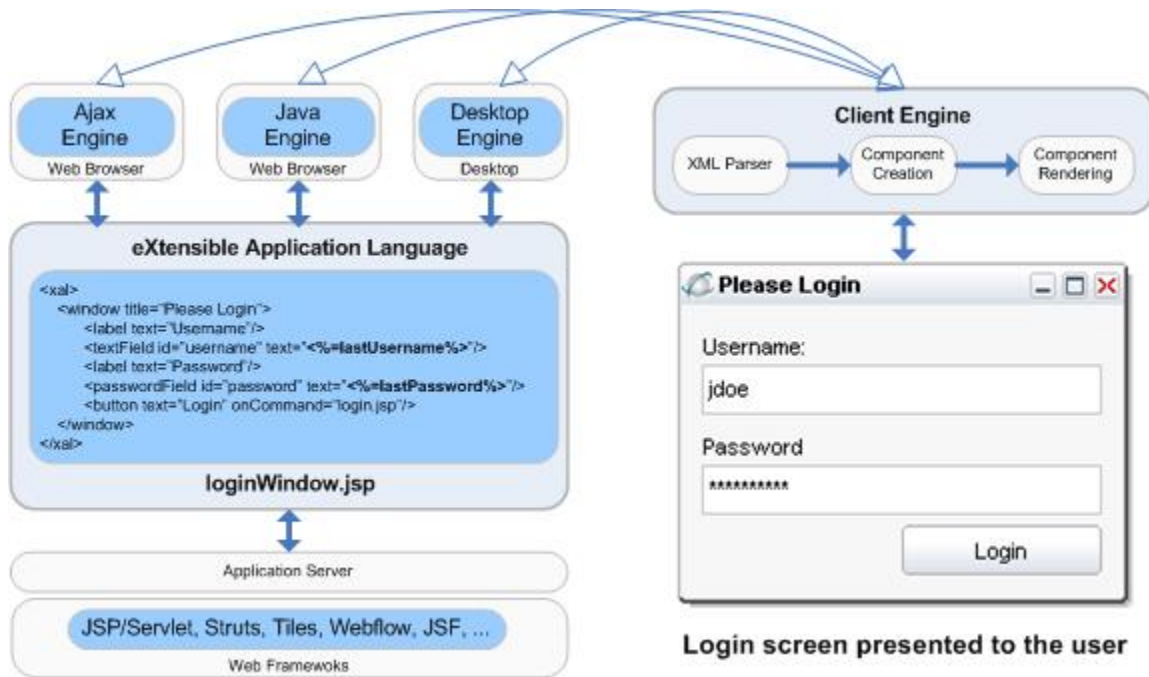 Ajax
Engine
Web Browser
Java
Engine
Web Browser
Desktop
Engine
Desktop
eXtensible Application Language
<xal>
<window title="Please Login">
<label text="Username"/>
<textField id="username" text="<%=lastUsername%>"/>
<label text="Password"/>
<passwordField id="password" text="<%=lastPassword%>"/>
<button text="Login" onCommand="login.jsp"/>
</window>
</xal>
loginWindow.jsp
Application Server
JSP/Servlet, Struts, Tiles, Webflow, JSF, ...
Web Framewoks
Client Engine
XML Parser
Component
Creation
Component
Rendering
Please Login
Username:
jdoe
Password
**********
Login
Login screen presented to the user